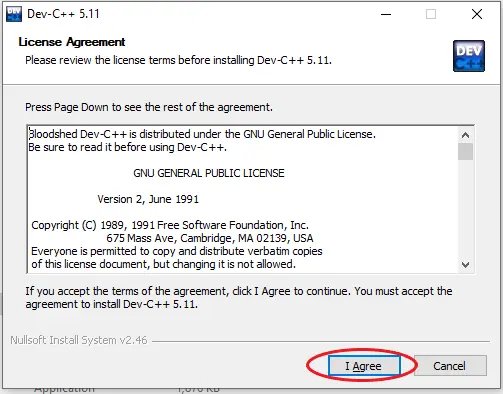 Dev-C++ 5.11
License Agreement
Please review the license terms before installing Dev-C++ 5.11.
DEV
C++
Press Page Down to see the rest of the agreement.
Bloodshed Dev-C++ is distributed under the GNU General Public License.
Be sure to read it before using Dev-C++.
GNU GENERAL PUBLIC LICENSE
Version 2, June 1991
Copyright (C) 1989, 1991 Free Software Foundation, Inc.
675 Mass Ave, Cambridge, MA 02139, USA
Everyone is permitted to copy and distribute verbatim copies
of this license document, but changing it is not allowed.
If you accept the terms of the agreement, click I Agree to continue. You must accept the
agreement to install Dev-C++ 5.11.
Nullsoft Install System v2.46
I Agree
Cancel
Application